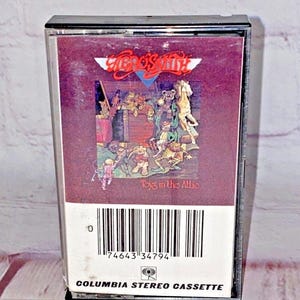 AEROSMITH
Toys in the Attic
0
74643 34794
COLUMBIA STEREO CASSETTE